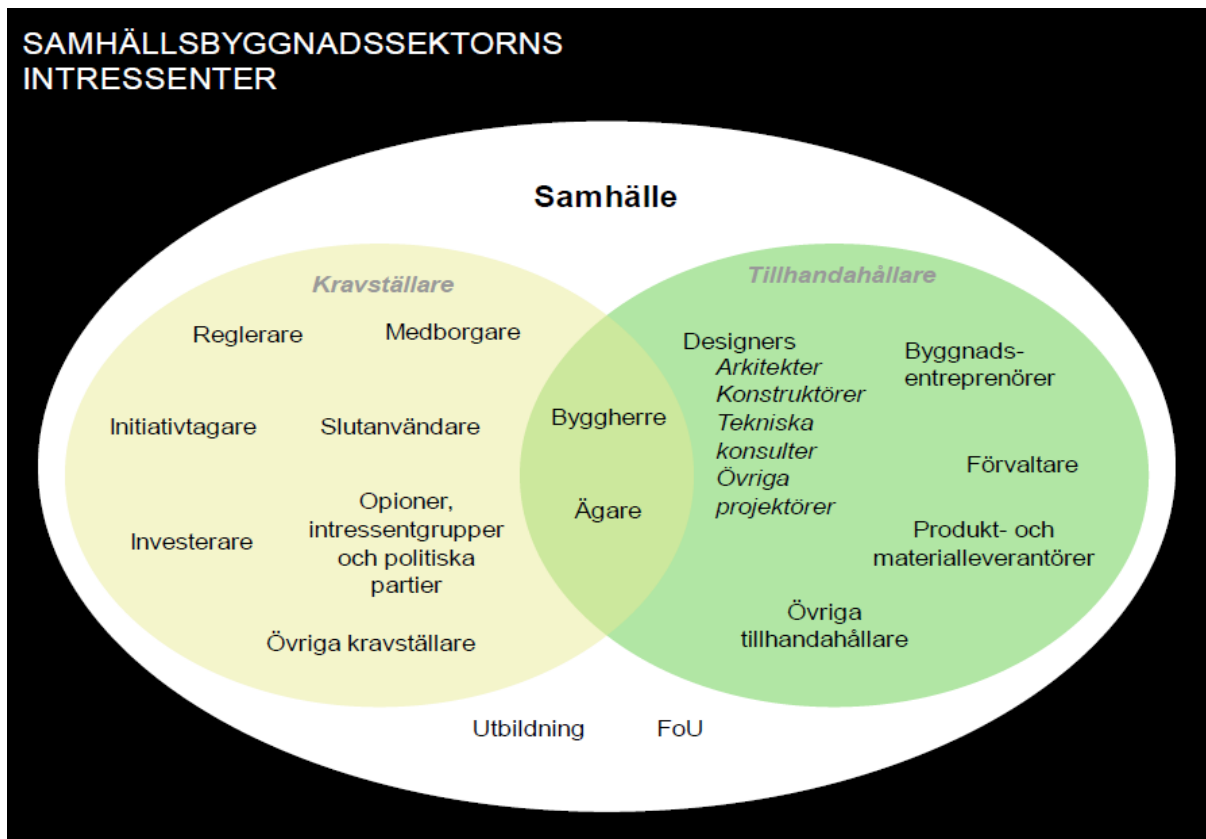 SAMHÄLLSBYGGNADSSEKTORNS
INTRESSENTER
Samhälle
Kravställare
Reglerare
Medborgare
Initiativtagare
Slutanvändare
Investerare
Opioner,
intressentgrupper
och politiska
partier
Övriga kravställare
Byggherre
Ägare
Tillhandahållare
Designers
Arkitekter
Konstruktörer
Tekniska
konsulter
Övriga
projektörer
Byggnads-
entreprenörer
Förvaltare
Produkt- och
materialleverantörer
Övriga
tillhandahållare
Utbildning
FoU